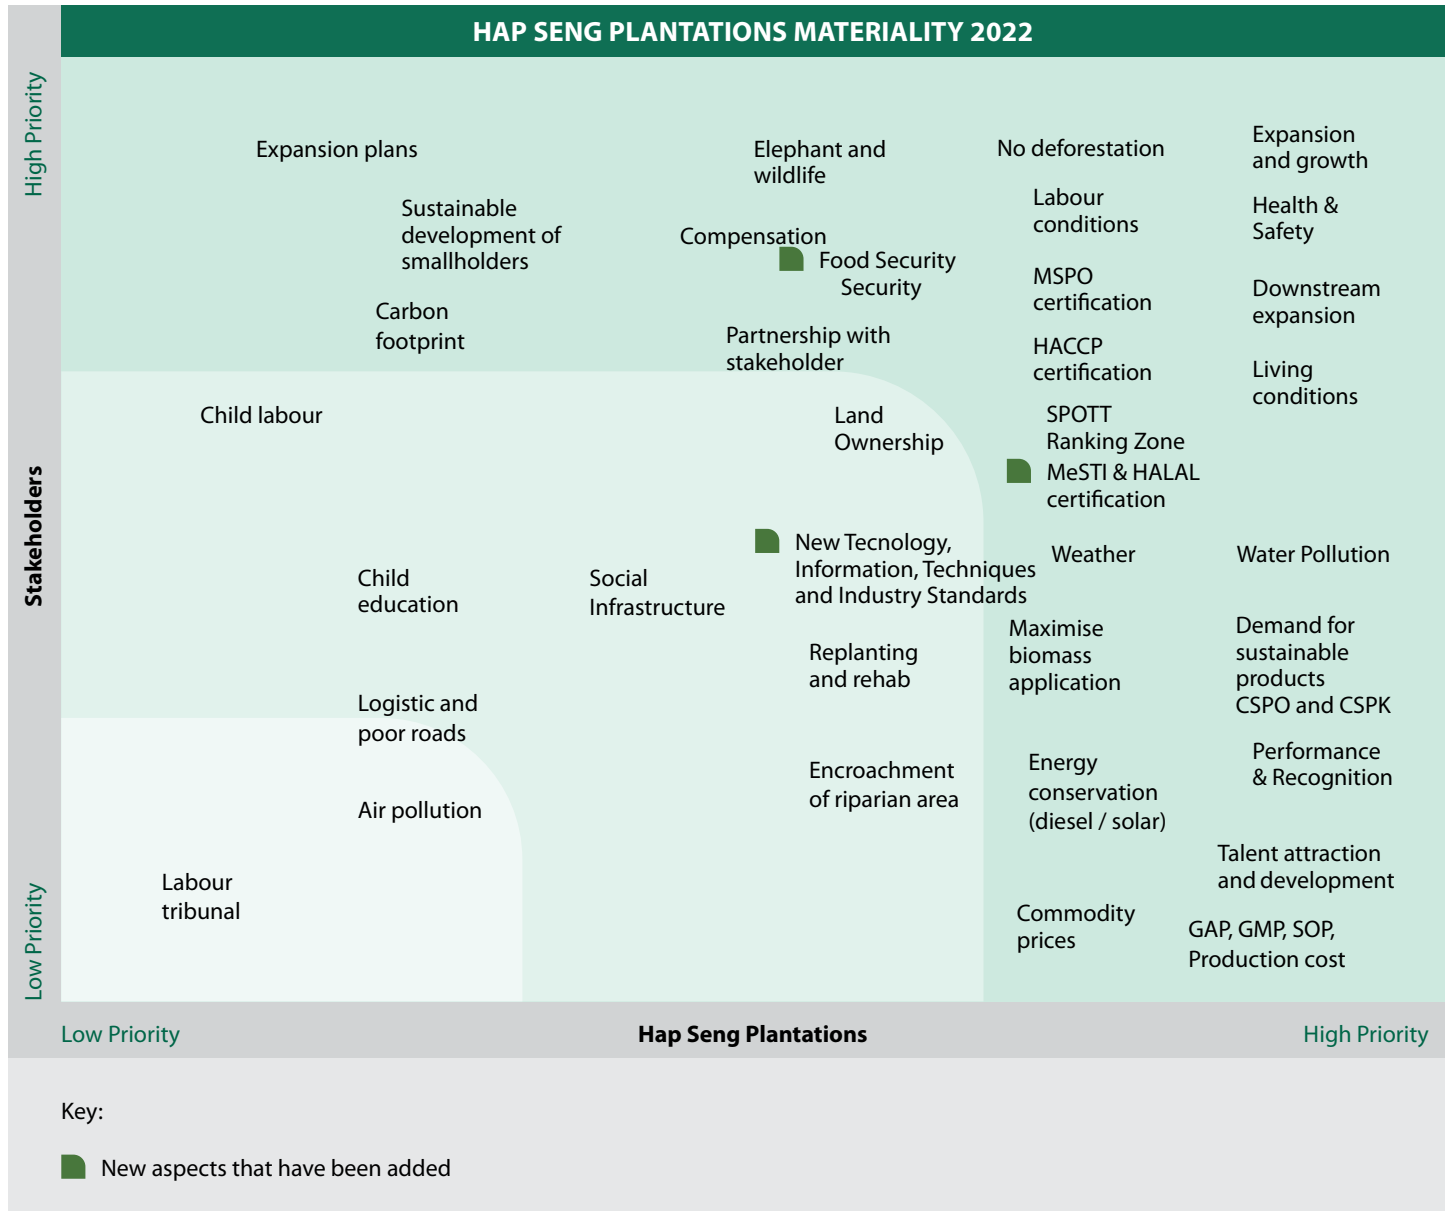 HAP SENG PLANTATIONS MATERIALITY 2022
High Priority
Stakeholders
Low Priority
Expansion plans
Sustainable
development of
smallholders
Carbon
footprint
Elephant and
wildlife
Compensation
Food Security
Security
Partnership with
stakeholder
No deforestation
Labour
conditions
MSPO
certification
HACCP
certification
SPOTT
Ranking Zone
MeSTI & HALAL
certification
Expansion
and growth
Health &
Safety
Downstream
expansion
Living
conditions
Child labour
Land
Ownership
Child
education
Social
Infrastructure
New Tecnology,
Information, Techniques
and Industry Standards
Weather
Water Pollution
Replanting
and rehab
Maximise
biomass
application
Demand for
sustainable
products
CSPO and CSPK
Logistic and
poor roads
Air pollution
Encroachment
of riparian area
Energy
conservation
(diesel / solar)
Performance
& Recognition
Labour
tribunal
Talent attraction
and development
Commodity
prices
GAP, GMP, SOP,
Production cost
Low Priority
Hap Seng Plantations
High Priority
Key:
New aspects that have been added